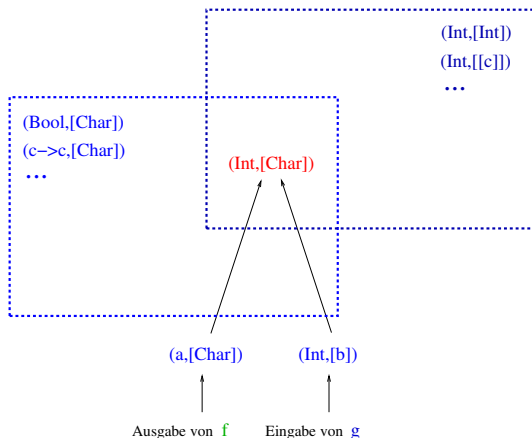 (Int,[Int])
(Int,[[c]])
...
(Bool,[Char])
(c->c,[Char])
...
(Int,[Char])
(a,[Char]) (Int,[b])
Ausgabe von f Eingabe von g